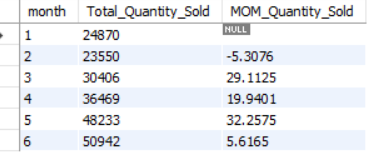 month Total_Quantity_Sold MOM_Quantity_Sold
1 24870 NULL
2 23550 -5.3076
3 30406 29.1125
4 36469 19.9401
5 48233 32.2575
6 50942 5.6165